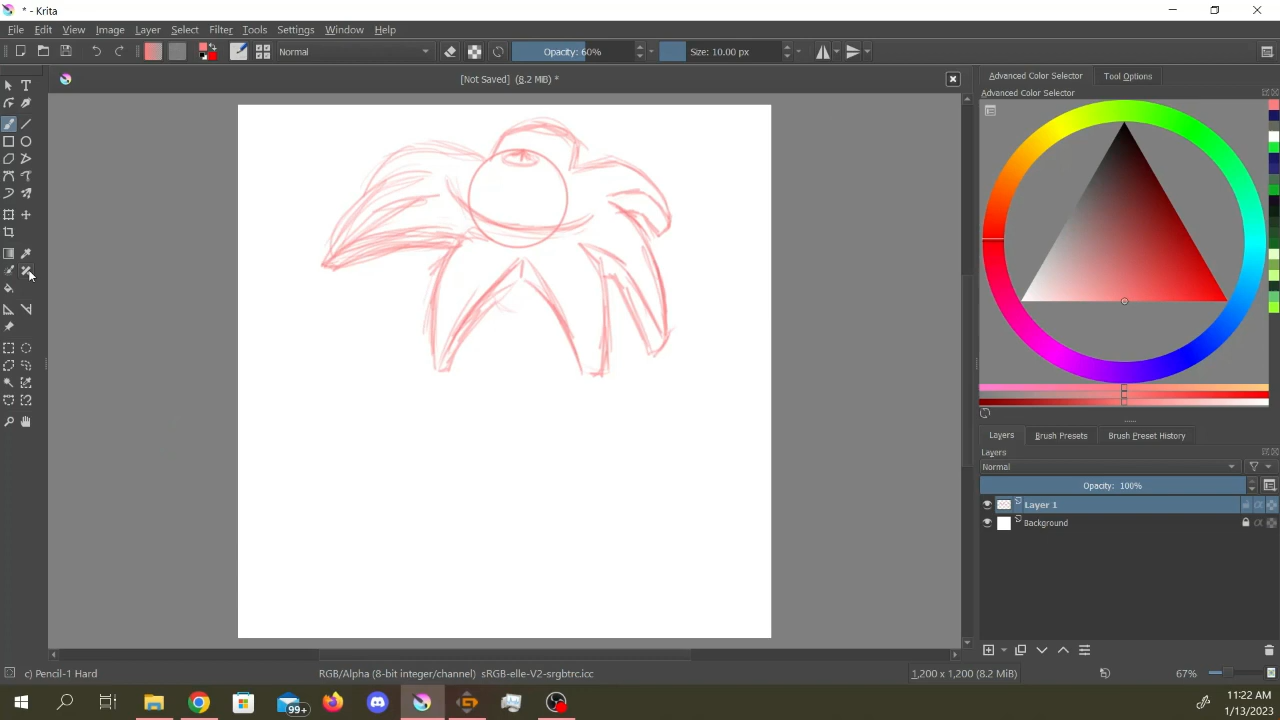 * - Krita
File Edit View Image Layer Select Filter Tools Settings Window Help
Normal Opacity: 60% Size: 10.00 px
[Not Saved] (8.2 MiB) *
Advanced Color Selector Tool Options
Advanced Color Selector
Layers Brush Presets Brush Preset History
Layers
Normal
Opacity: 100%
Layer 1
Background
c) Pencil-1 Hard RGB/Alpha (8-bit integer/channel) sRGB-elle-V2-srgbtrc.icc 1,200 x 1,200 (8.2 MiB) 67%
99+
11:22 AM
1/13/2023